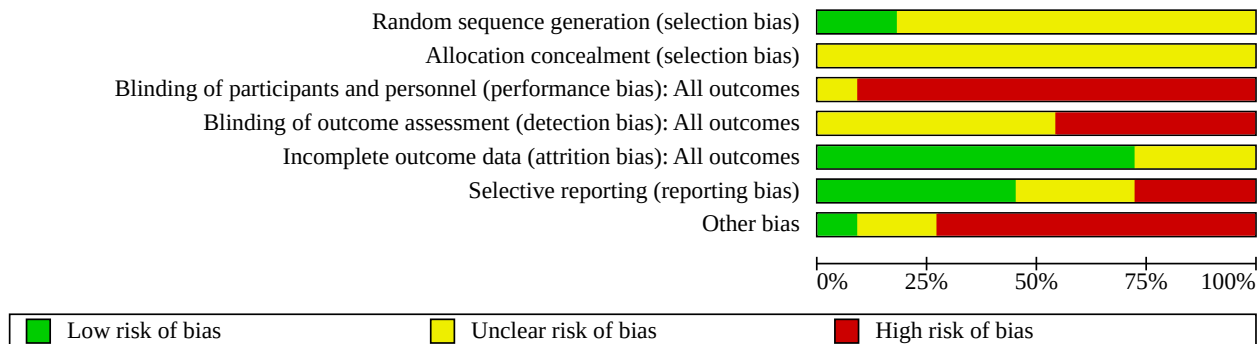 Random sequence generation (selection bias)
Allocation concealment (selection bias)
Blinding of participants and personnel (performance bias): All outcomes
Blinding of outcome assessment (detection bias): All outcomes
Incomplete outcome data (attrition bias): All outcomes
Selective reporting (reporting bias)
Other bias
0% 25% 50% 75% 100%
Low risk of bias Unclear risk of bias High risk of bias